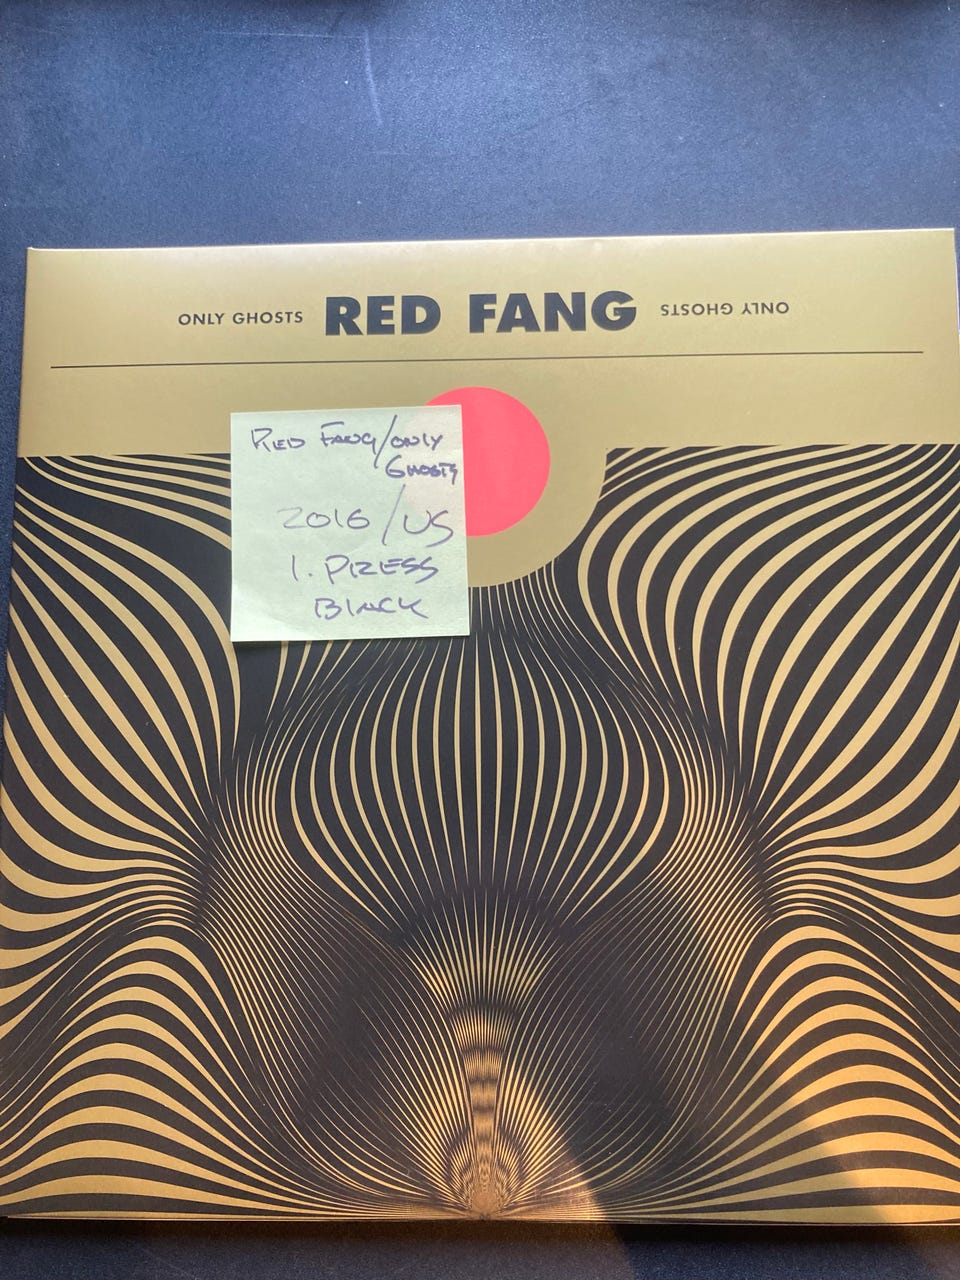 ONLY GHOSTS RED FANG ONLY GHOSTS
RED FANG/ONLY
GHOSTS
2016/US
1. PRESS
BLACK